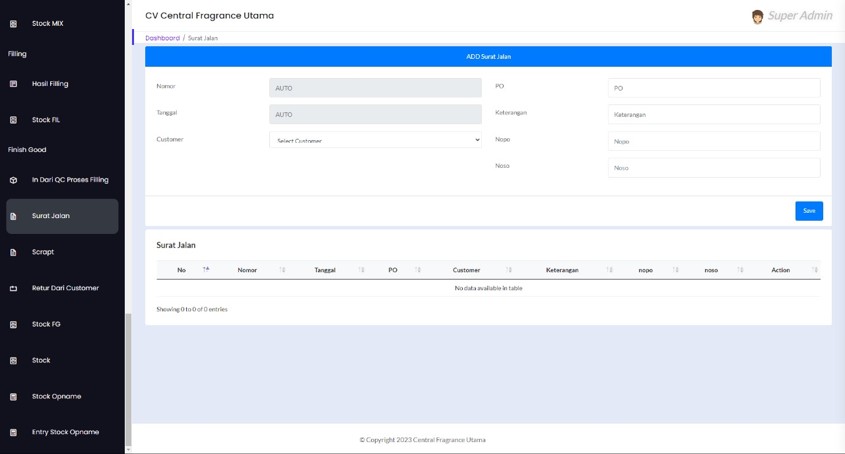 Stock MIX
Filling
Hasil Filling
Stock FIL
Finish Good
In Dari QC Proses Filling
Surat Jalan
Scrapt
Retur Dari Customer
Stock FG
Stock
Stock Opname
Entry Stock Opname
CV Central Fragrance Utama
Super Admin
Dashboard / Surat Jalan
ADD Surat Jalan
Nomor AUTO PO PO
Tanggal AUTO Keterangan Keterangan
Customer Select Customer Nopo Nopo
Noso Noso
Save
Surat Jalan
No Nomor Tanggal PO Customer Keterangan nopo noso Action
No data available in table
Showing 0 to 0 of 0 entries
© Copyright 2023 Central Fragrance Utama